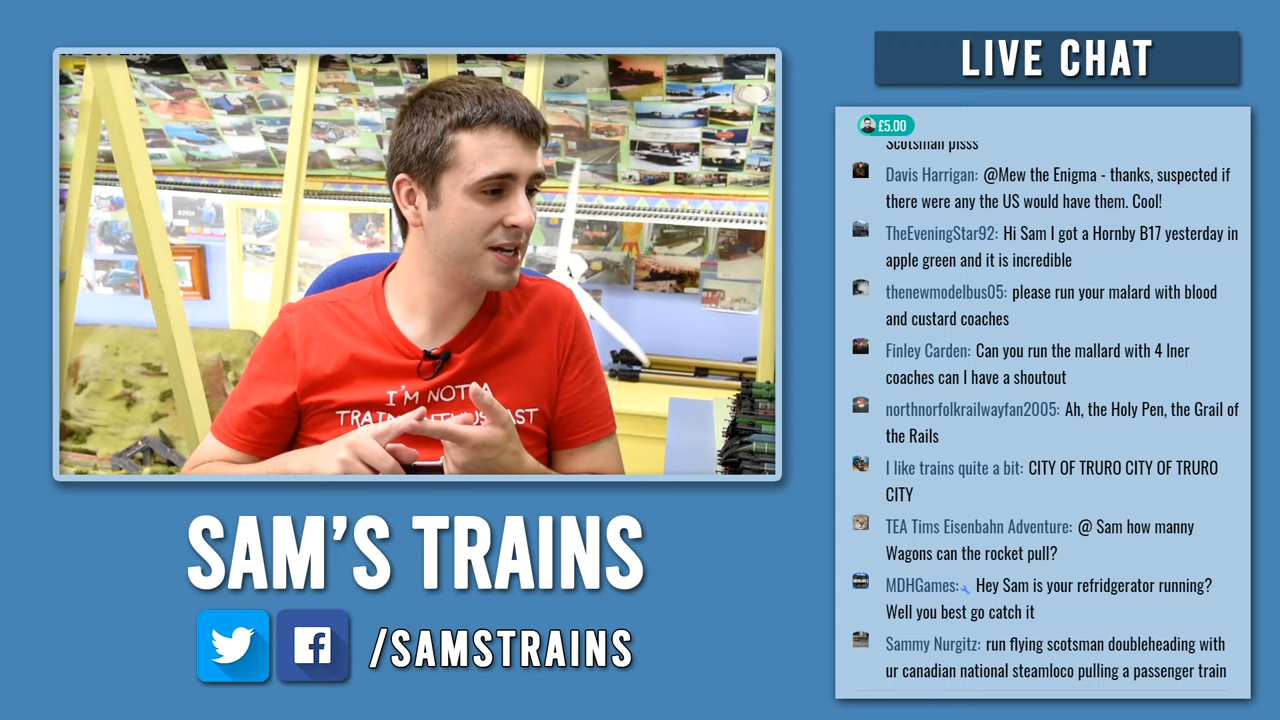 LIVE CHAT
£5.00
Scotsman plsss
Davis Harrigan: @Mew the Enigma - thanks, suspected if
there were any the US would have them. Cool!
TheEveningStar92: Hi Sam I got a Hornby B17 yesterday in
apple green and it is incredible
thenewmodelbus05: please run your malard with blood
and custard coaches
Finley Carden: Can you run the mallard with 4 lner
coaches can I have a shoutout
northnorfolkrailwayfan2005: Ah, the Holy Pen, the Grail of
the Rails
I like trains quite a bit: CITY OF TRURO CITY OF TRURO
CITY
TEA Tims Eisenbahn Adventure: @ Sam how manny
Wagons can the rocket pull?
MDHGames: Hey Sam is your refridgerator running?
Well you best go catch it
Sammy Nurgitz: run flying scotsman doubleheading with
ur canadian national steamloco pulling a passenger train
I'M NOT A
TRAIN
SAM'S TRAINS
/SAMSTRAINS